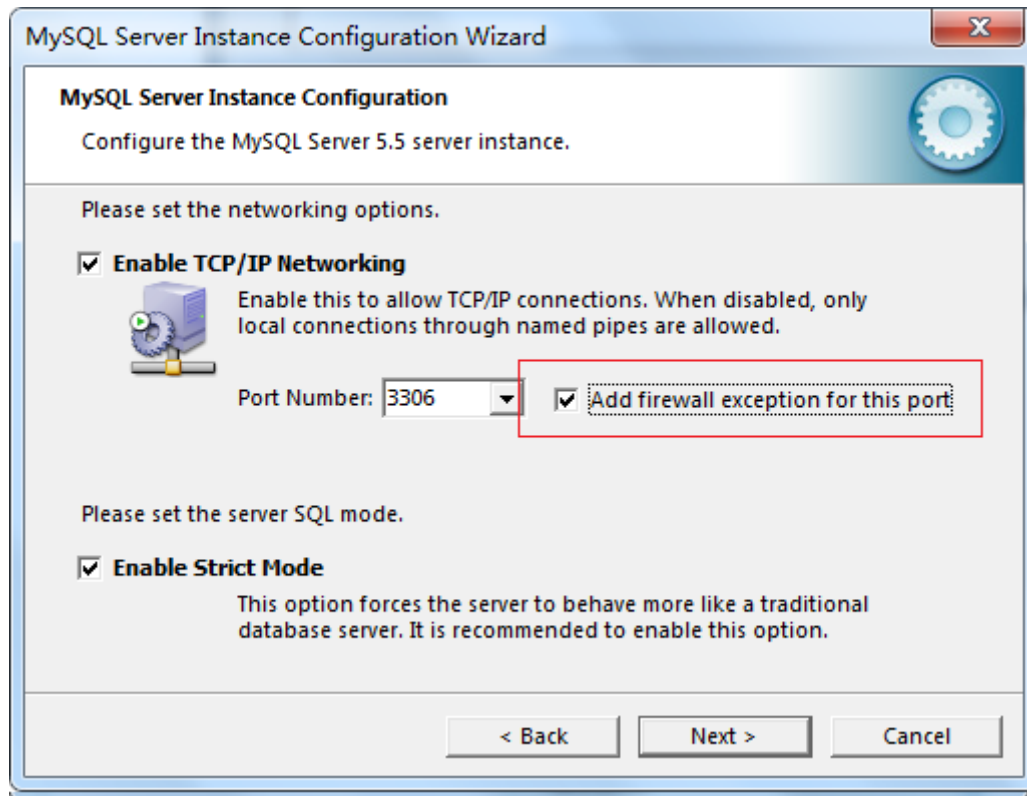 MySQL Server Instance Configuration Wizard
MySQL Server Instance Configuration
Configure the MySQL Server 5.5 server instance.
Please set the networking options.
Enable TCP/IP Networking
Enable this to allow TCP/IP connections. When disabled, only
local connections through named pipes are allowed.
Port Number: 3306 Add firewall exception for this port
Please set the server SQL mode.
Enable Strict Mode
This option forces the server to behave more like a traditional
database server. It is recommended to enable this option.
< Back Next > Cancel